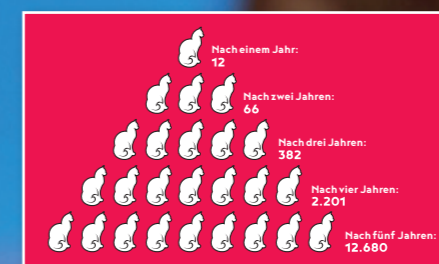 Nach einem Jahr:
12
Nach zwei Jahren:
66
Nach drei Jahren:
382
Nach vier Jahren:
2.201
Nach fünf Jahren:
12.680